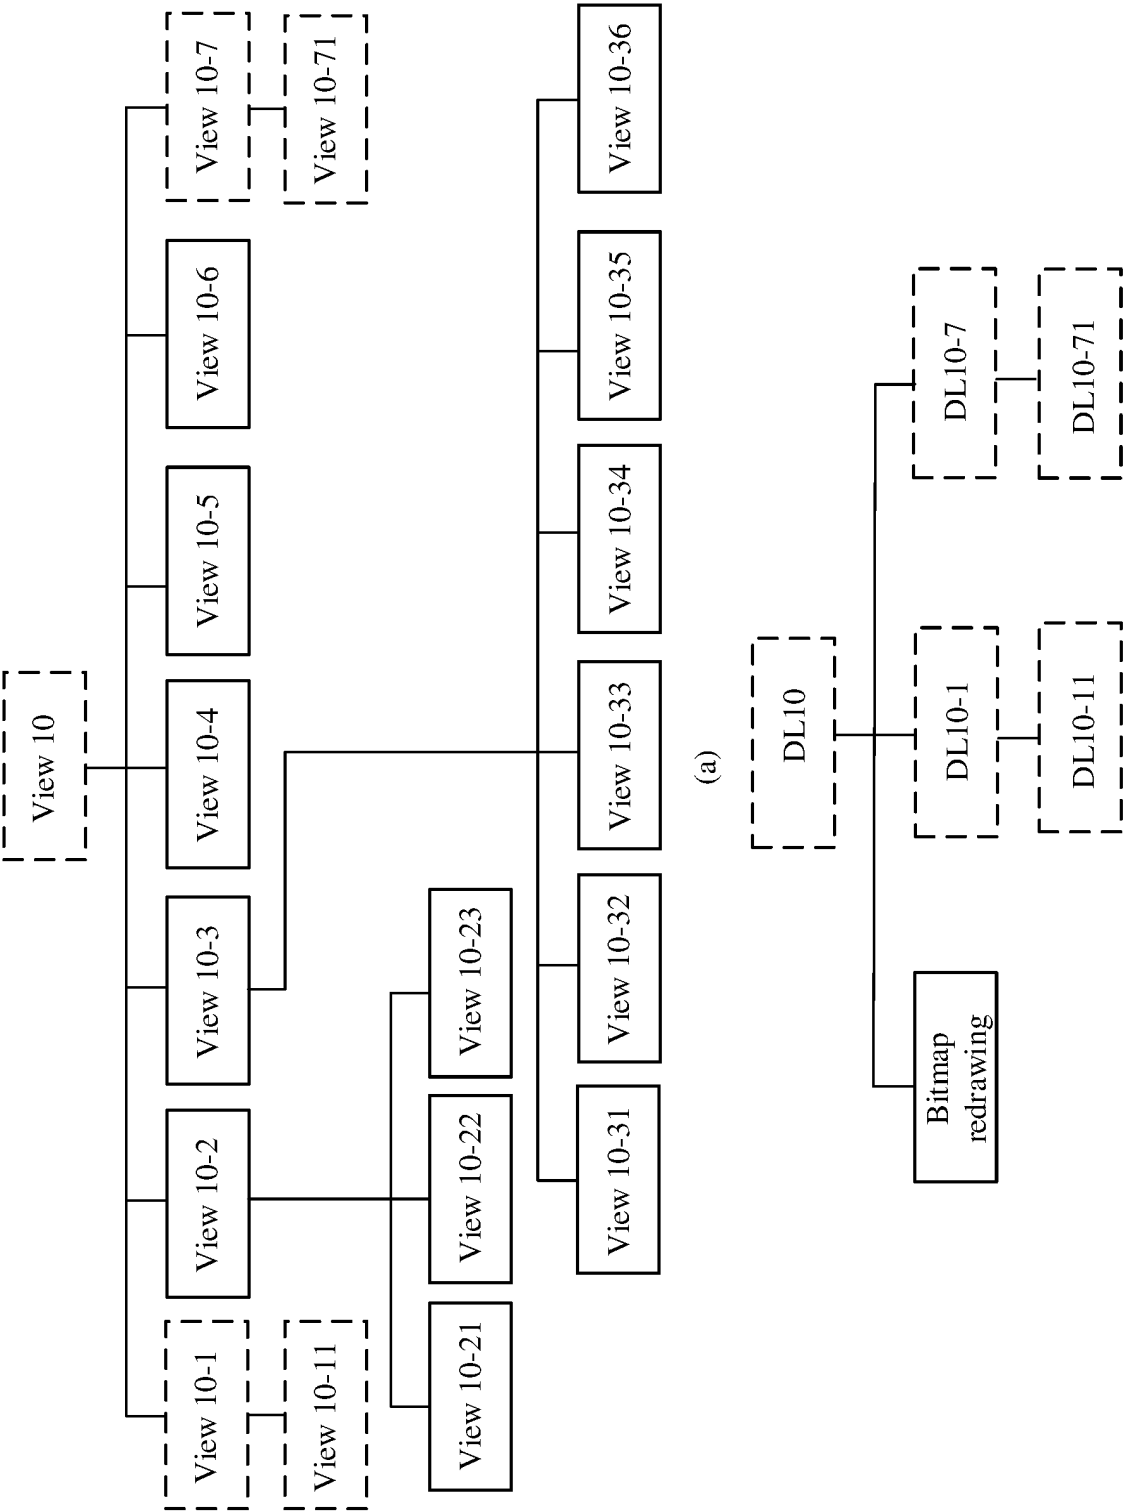 View 10
View 10-1
View 10-2
View 10-3
View 10-4
View 10-5
View 10-6
View 10-7
View 10-11
View 10-71
View 10-21
View 10-22
View 10-23
View 10-31
View 10-32
View 10-33
View 10-34
View 10-35
View 10-36
(a)
DL10
Bitmap
redrawing
DL10-1
DL10-7
DL10-11
DL10-71